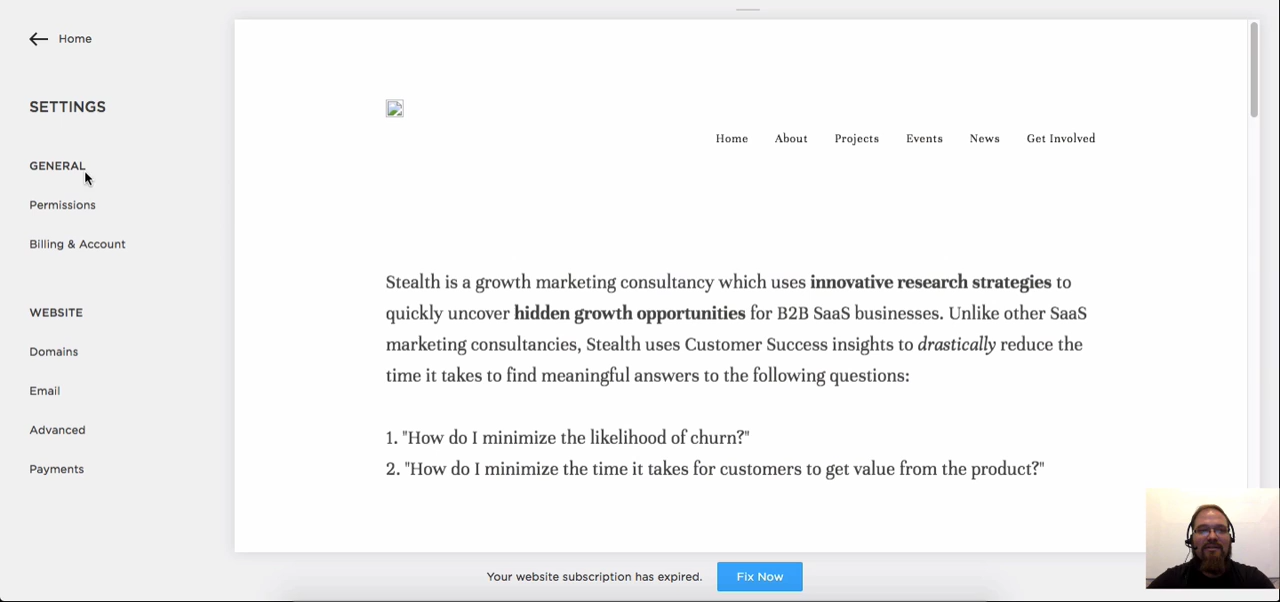 Home
SETTINGS
GENERAL
Permissions
Billing & Account
WEBSITE
Domains
Email
Advanced
Payments
Home About Projects Events News Get Involved
Stealth is a growth marketing consultancy which uses innovative research strategies to
quickly uncover hidden growth opportunities for B2B SaaS businesses. Unlike other SaaS
marketing consultancies, Stealth uses Customer Success insights to drastically reduce the
time it takes to find meaningful answers to the following questions:
1. "How do I minimize the likelihood of churn?"
2. "How do I minimize the time it takes for customers to get value from the product?"
Your website subscription has expired. Fix Now